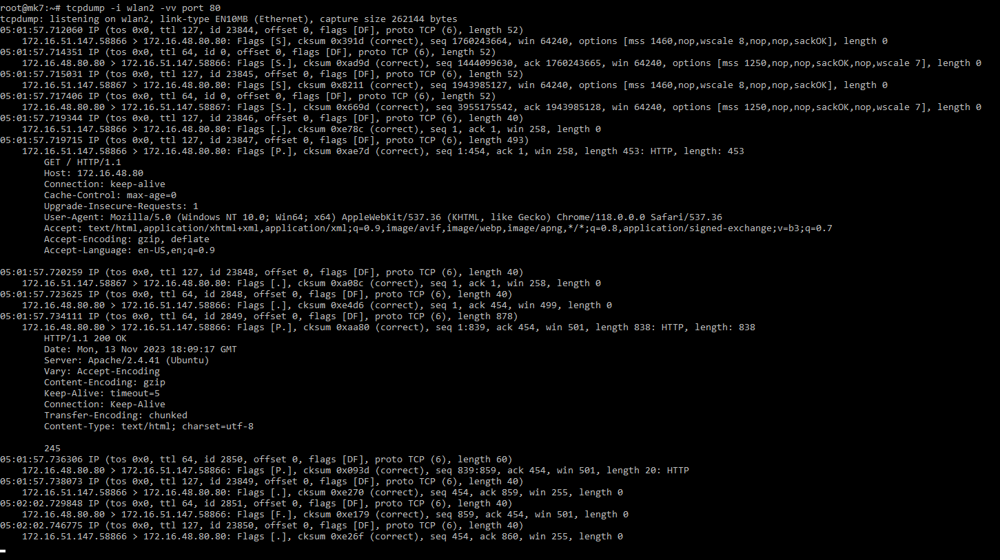 root@mk7:~# tcpdump -i wlan2 -vv port 80
tcpdump: listening on wlan2, link-type EN10MB (Ethernet), capture size 262144 bytes
05:01:57.712060 IP (tos 0x0, ttl 127, id 23844, offset 0, flags [DF], proto TCP (6), length 52)
172.16.51.147.58866 > 172.16.48.80.80: Flags [S], cksum 0x391d (correct), seq 1760243664, win 64240, options [mss 1460,nop,wscale 8,nop,nop,sackOK], length 0
05:01:57.714351 IP (tos 0x0, ttl 64, id 0, offset 0, flags [DF], proto TCP (6), length 52)
172.16.48.80.80 > 172.16.51.147.58866: Flags [S.], cksum 0xad9d (correct), seq 1444099630, ack 1760243665, win 64240, options [mss 1250,nop,nop,sackOK,nop,wscale 7], length 0
05:01:57.715031 IP (tos 0x0, ttl 127, id 23845, offset 0, flags [DF], proto TCP (6), length 52)
172.16.51.147.58867 > 172.16.48.80.80: Flags [S], cksum 0x8211 (correct), seq 1943985127, win 64240, options [mss 1460,nop,wscale 8,nop,nop,sackOK], length 0
05:01:57.717406 IP (tos 0x0, ttl 64, id 0, offset 0, flags [DF], proto TCP (6), length 52)
172.16.48.80.80 > 172.16.51.147.58867: Flags [S.], cksum 0x669d (correct), seq 3955175542, ack 1943985128, win 64240, options [mss 1250,nop,nop,sackOK,nop,wscale 7], length 0
05:01:57.719344 IP (tos 0x0, ttl 127, id 23846, offset 0, flags [DF], proto TCP (6), length 40)
172.16.51.147.58866 > 172.16.48.80.80: Flags [.], cksum 0xe78c (correct), seq 1, ack 1, win 258, length 0
05:01:57.719715 IP (tos 0x0, ttl 127, id 23847, offset 0, flags [DF], proto TCP (6), length 493)
172.16.51.147.58866 > 172.16.48.80.80: Flags [P.], cksum 0xae7d (correct), seq 1:454, ack 1, win 258, length 453: HTTP, length: 453
GET / HTTP/1.1
Host: 172.16.48.80
Connection: keep-alive
Cache-Control: max-age=0
Upgrade-Insecure-Requests: 1
User-Agent: Mozilla/5.0 (Windows NT 10.0; Win64; x64) AppleWebKit/537.36 (KHTML, like Gecko) Chrome/118.0.0.0 Safari/537.36
Accept: text/html,application/xhtml+xml,application/xml;q=0.9,image/avif,image/webp,image/apng,*/*;q=0.8,application/signed-exchange;v=b3;q=0.7
Accept-Encoding: gzip, deflate
Accept-Language: en-US,en;q=0.9
05:01:57.720259 IP (tos 0x0, ttl 127, id 23848, offset 0, flags [DF], proto TCP (6), length 40)
172.16.51.147.58867 > 172.16.48.80.80: Flags [.], cksum 0xa08c (correct), seq 1, ack 1, win 258, length 0
05:01:57.723625 IP (tos 0x0, ttl 64, id 2848, offset 0, flags [DF], proto TCP (6), length 40)
172.16.48.80.80 > 172.16.51.147.58866: Flags [.], cksum 0xe4d6 (correct), seq 1, ack 454, win 499, length 0
05:01:57.734111 IP (tos 0x0, ttl 64, id 2849, offset 0, flags [DF], proto TCP (6), length 878)
172.16.48.80.80 > 172.16.51.147.58866: Flags [P.], cksum 0xaa80 (correct), seq 1:839, ack 454, win 501, length 838: HTTP, length: 838
HTTP/1.1 200 OK
Date: Mon, 13 Nov 2023 18:09:17 GMT
Server: Apache/2.4.41 (Ubuntu)
Vary: Accept-Encoding
Content-Encoding: gzip
Keep-Alive: timeout=5
Connection: Keep-Alive
Transfer-Encoding: chunked
Content-Type: text/html; charset=utf-8
245
05:01:57.736306 IP (tos 0x0, ttl 64, id 2850, offset 0, flags [DF], proto TCP (6), length 60)
172.16.48.80.80 > 172.16.51.147.58866: Flags [P.], cksum 0x093d (correct), seq 839:859, ack 454, win 501, length 20: HTTP
05:01:57.738073 IP (tos 0x0, ttl 127, id 23849, offset 0, flags [DF], proto TCP (6), length 40)
172.16.51.147.58866 > 172.16.48.80.80: Flags [.], cksum 0xe270 (correct), seq 454, ack 859, win 255, length 0
05:02:02.729848 IP (tos 0x0, ttl 64, id 2851, offset 0, flags [DF], proto TCP (6), length 40)
172.16.48.80.80 > 172.16.51.147.58866: Flags [F.], cksum 0xe179 (correct), seq 859, ack 454, win 501, length 0
05:02:02.746775 IP (tos 0x0, ttl 127, id 23850, offset 0, flags [DF], proto TCP (6), length 40)
172.16.51.147.58866 > 172.16.48.80.80: Flags [.], cksum 0xe26f (correct), seq 454, ack 860, win 255, length 0